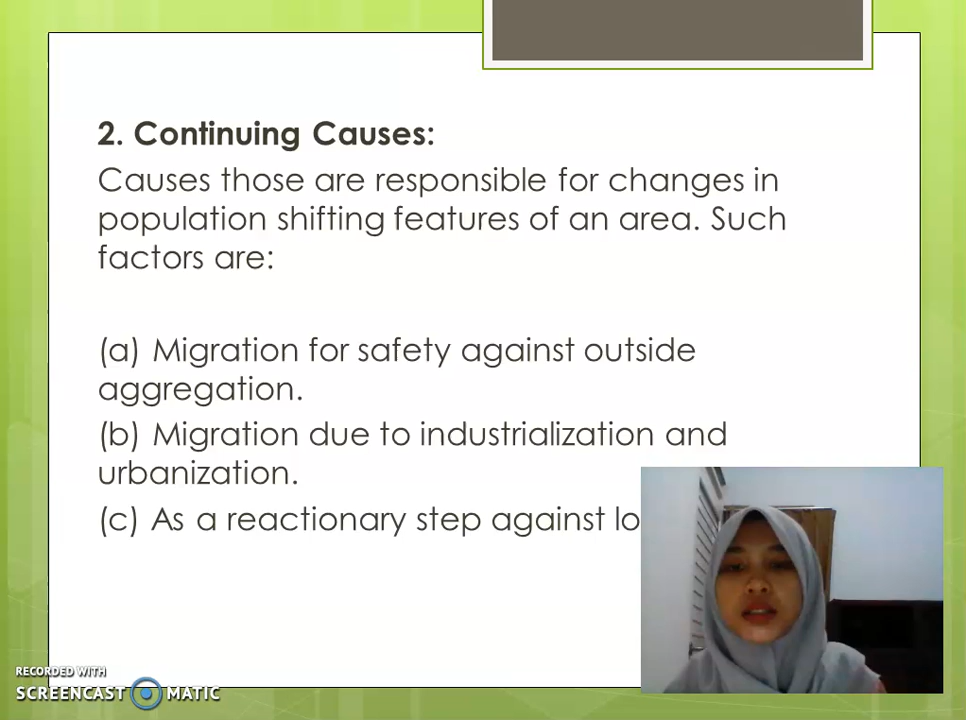 2. Continuing Causes:
Causes those are responsible for changes in
population shifting features of an area. Such
factors are:
(a) Migration for safety against outside
aggregation.
(b) Migration due to industrialization and
urbanization.
(c) As a reactionary step against
RECORDED WITH
SCREENCAST MATIC